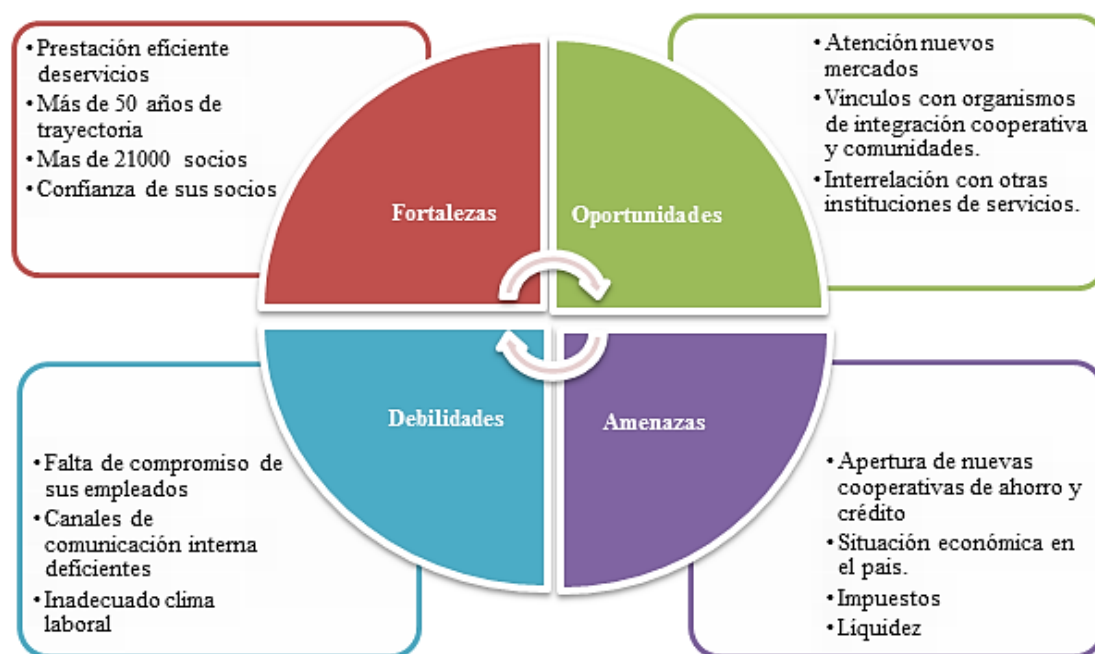 • Prestación eficiente
deservicios
• Más de 50 años de
trayectoria
• Mas de 21000 socios
• Confianza de sus socios
Fortalezas
Oportunidades
• Atención nuevos
mercados
• Vinculos con organismos
de integración cooperativa
y comunidades.
• Interrelación con otras
instituciones de servicios.
Debilidades
• Falta de compromiso de
sus empleados
• Canales de
comunicación interna
deficientes
• Inadecuado clima
laboral
Amenazas
• Apertura de nuevas
cooperativas de ahorro y
crédito
• Situación económica en
el pais.
• Impuestos
• Liquidez